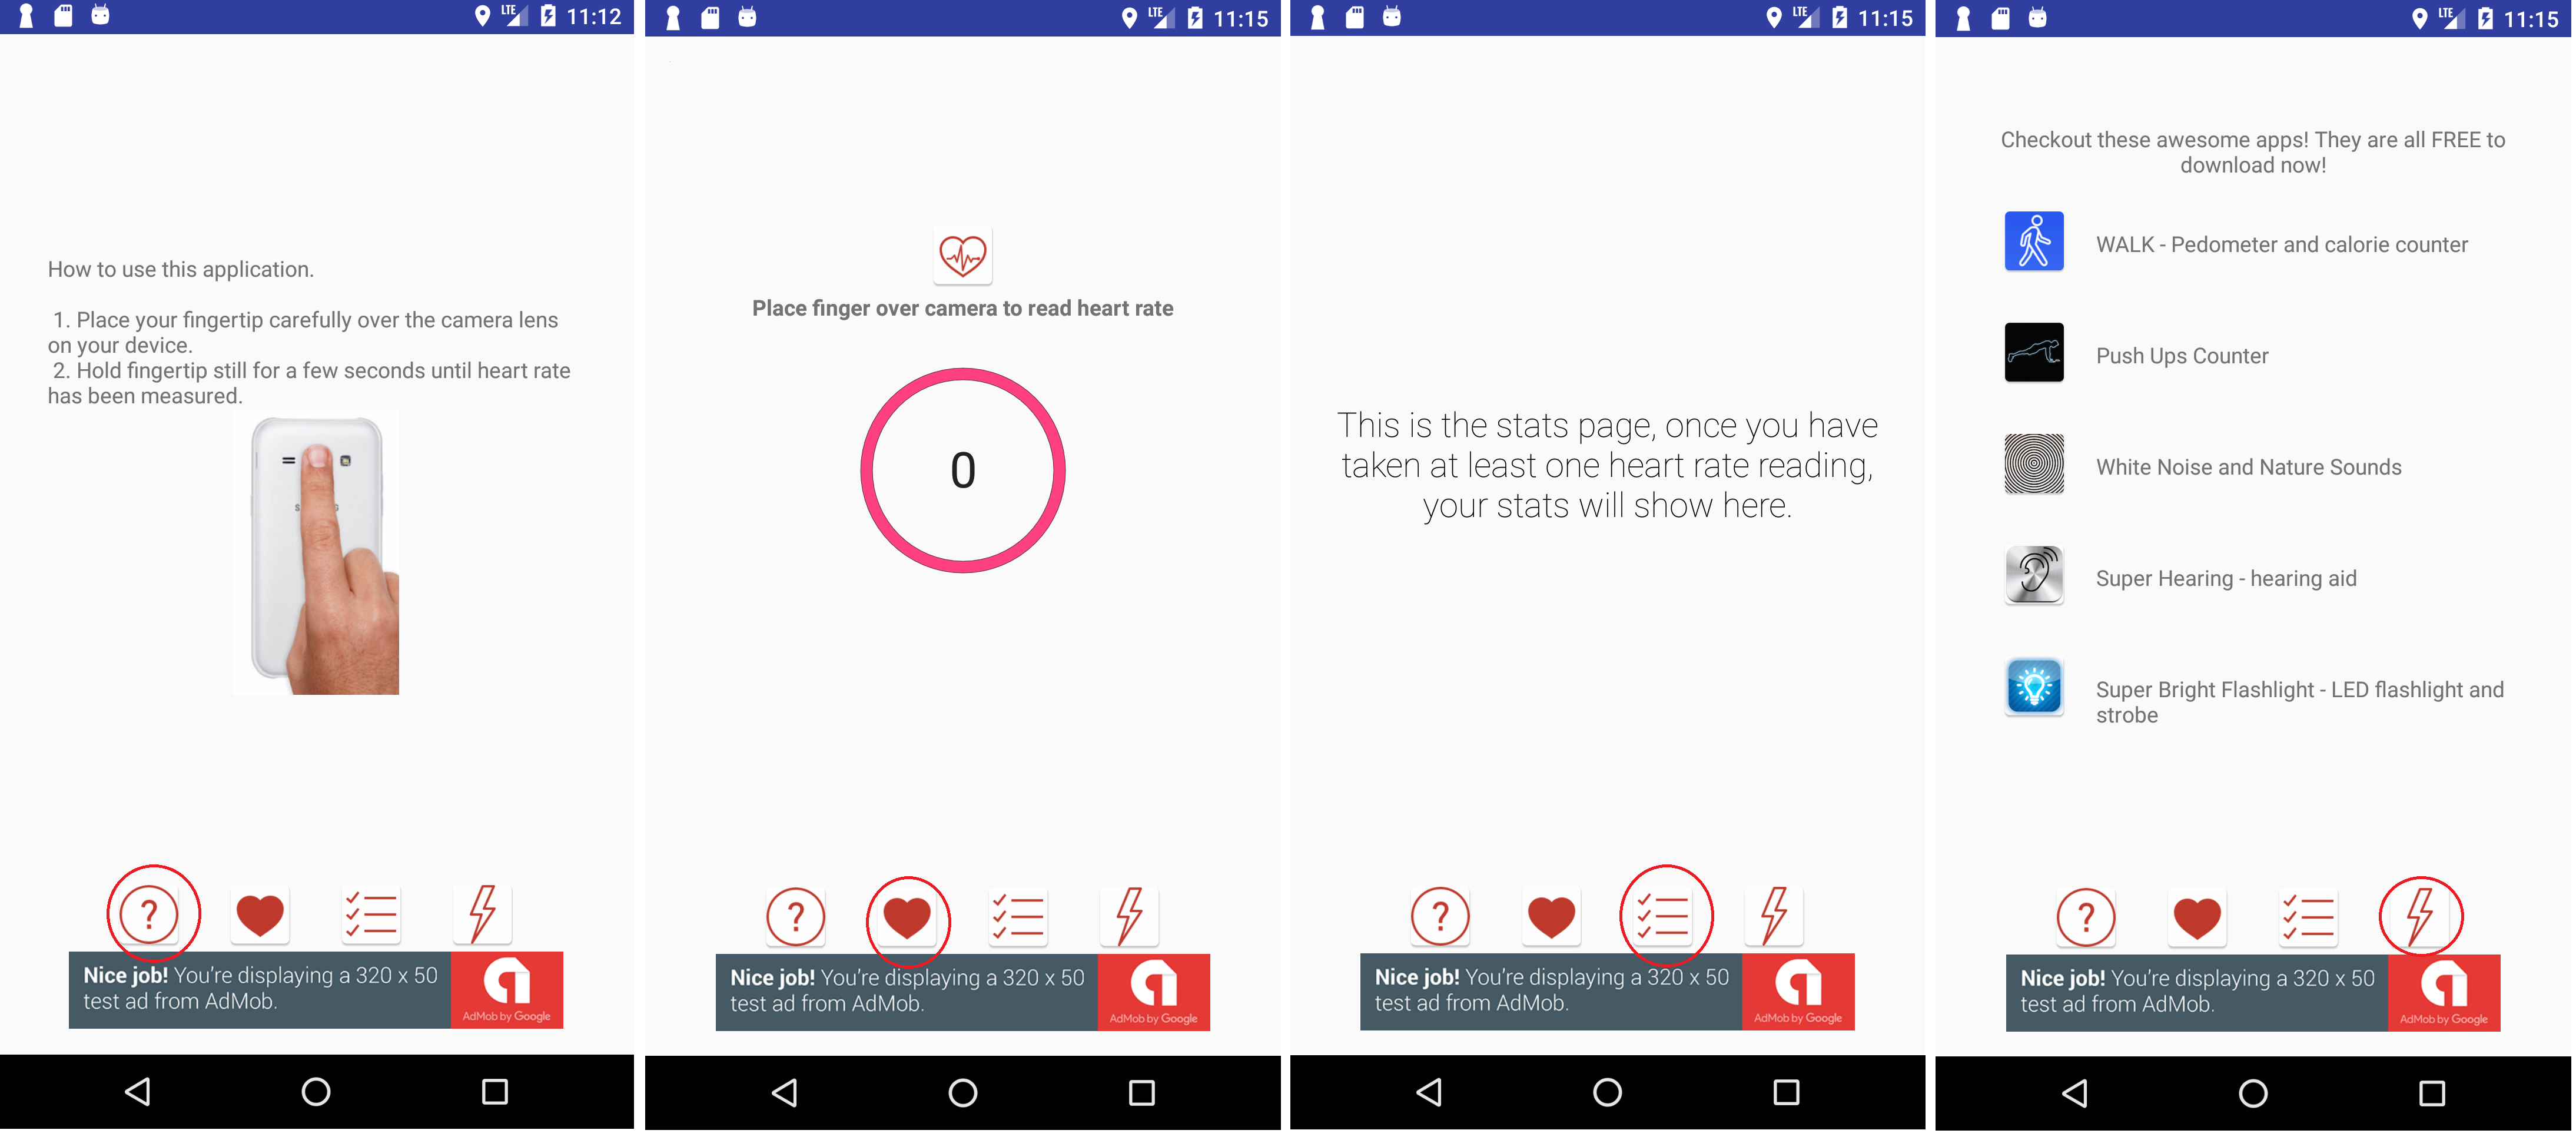 LTE 11:12
How to use this application.
1. Place your fingertip carefully over the camera lens
on your device.
2. Hold fingertip still for a few seconds until heart rate
has been measured.
?
Nice job! You're displaying a 320 x 50
test ad from AdMob.
AdMob by Google
LTE 11:15
Place finger over camera to read heart rate
0
?
Nice job! You're displaying a 320 x 50
test ad from AdMob.
AdMob by Google
LTE 11:15
This is the stats page, once you have
taken at least one heart rate reading,
your stats will show here.
?
Nice job! You're displaying a 320 x 50
test ad from AdMob.
AdMob by Google
LTE 11:15
Checkout these awesome apps! They are all FREE to
download now!
WALK - Pedometer and calorie counter
Push Ups Counter
White Noise and Nature Sounds
Super Hearing - hearing aid
Super Bright Flashlight - LED flashlight and
strobe
?
Nice job! You're displaying a 320 x 50
test ad from AdMob.
AdMob by Google